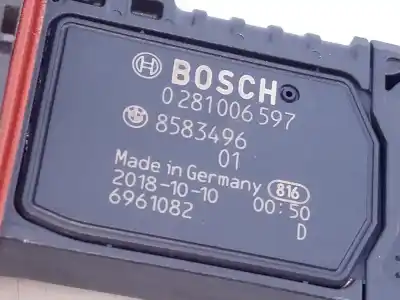 BOSCH
0 281 006 597
8583496
01
Made in Germany 816
2018-10-10 00:50
6961082 D